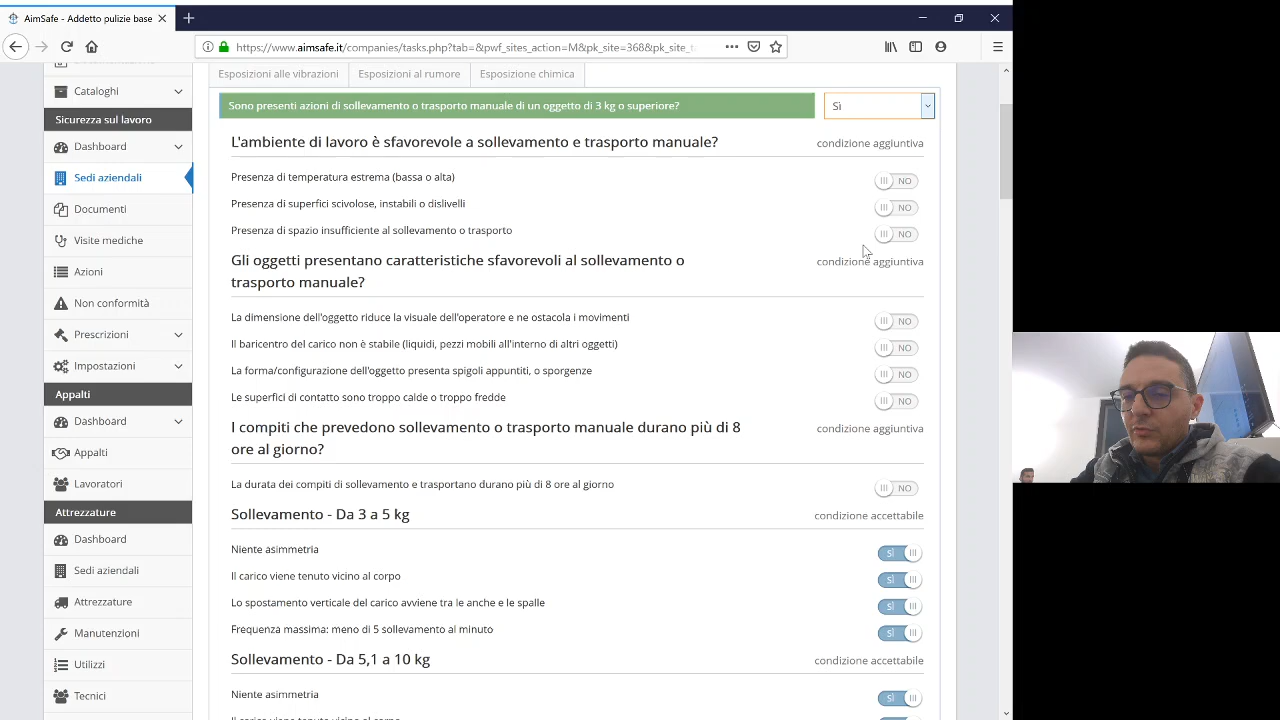 AimSafe - Addetto pulizie base
https://www.aimsafe.it/companies/tasks.php?tab=&pwf_sites_action=M&pk_site=368&pk_site_t
Cataloghi
Sicurezza sul lavoro
Dashboard
Sedi aziendali
Documenti
Visite mediche
Azioni
Non conformità
Prescrizioni
Impostazioni
Appalti
Dashboard
Appalti
Lavoratori
Attrezzature
Dashboard
Sedi aziendali
Attrezzature
Manutenzioni
Utilizzi
Tecnici
Esposizioni alle vibrazioni
Esposizioni al rumore
Esposizione chimica
Sono presenti azioni di sollevamento o trasporto manuale di un oggetto di 3 kg o superiore? Sì
L'ambiente di lavoro è sfavorevole a sollevamento e trasporto manuale? condizione aggiuntiva
Presenza di temperatura estrema (bassa o alta) NO
Presenza di superfici scivolose, instabili o dislivelli NO
Presenza di spazio insufficiente al sollevamento o trasporto NO
Gli oggetti presentano caratteristiche sfavorevoli al sollevamento o condizione aggiuntiva
trasporto manuale?
La dimensione dell'oggetto riduce la visuale dell'operatore e ne ostacola i movimenti NO
Il baricentro del carico non è stabile (liquidi, pezzi mobili all'interno di altri oggetti) NO
La forma/configurazione dell'oggetto presenta spigoli appuntiti, o sporgenze NO
Le superfici di contatto sono troppo calde o troppo fredde NO
I compiti che prevedono sollevamento o trasporto manuale durano più di 8 condizione aggiuntiva
ore al giorno?
La durata dei compiti di sollevamento e trasportano durano più di 8 ore al giorno NO
Sollevamento - Da 3 a 5 kg condizione accettabile
Niente asimmetria SÌ
Il carico viene tenuto vicino al corpo SÌ
Lo spostamento verticale del carico avviene tra le anche e le spalle SÌ
Frequenza massima: meno di 5 sollevamento al minuto SÌ
Sollevamento - Da 5,1 a 10 kg condizione accettabile
Niente asimmetria SÌ